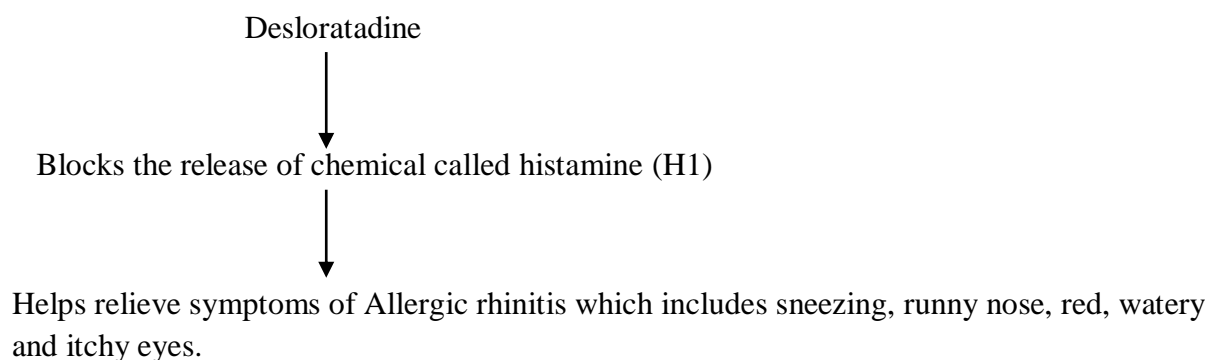 Desloratadine
Blocks the release of chemical called histamine (H1)
Helps relieve symptoms of Allergic rhinitis which includes sneezing, runny nose, red, watery
and itchy eyes.